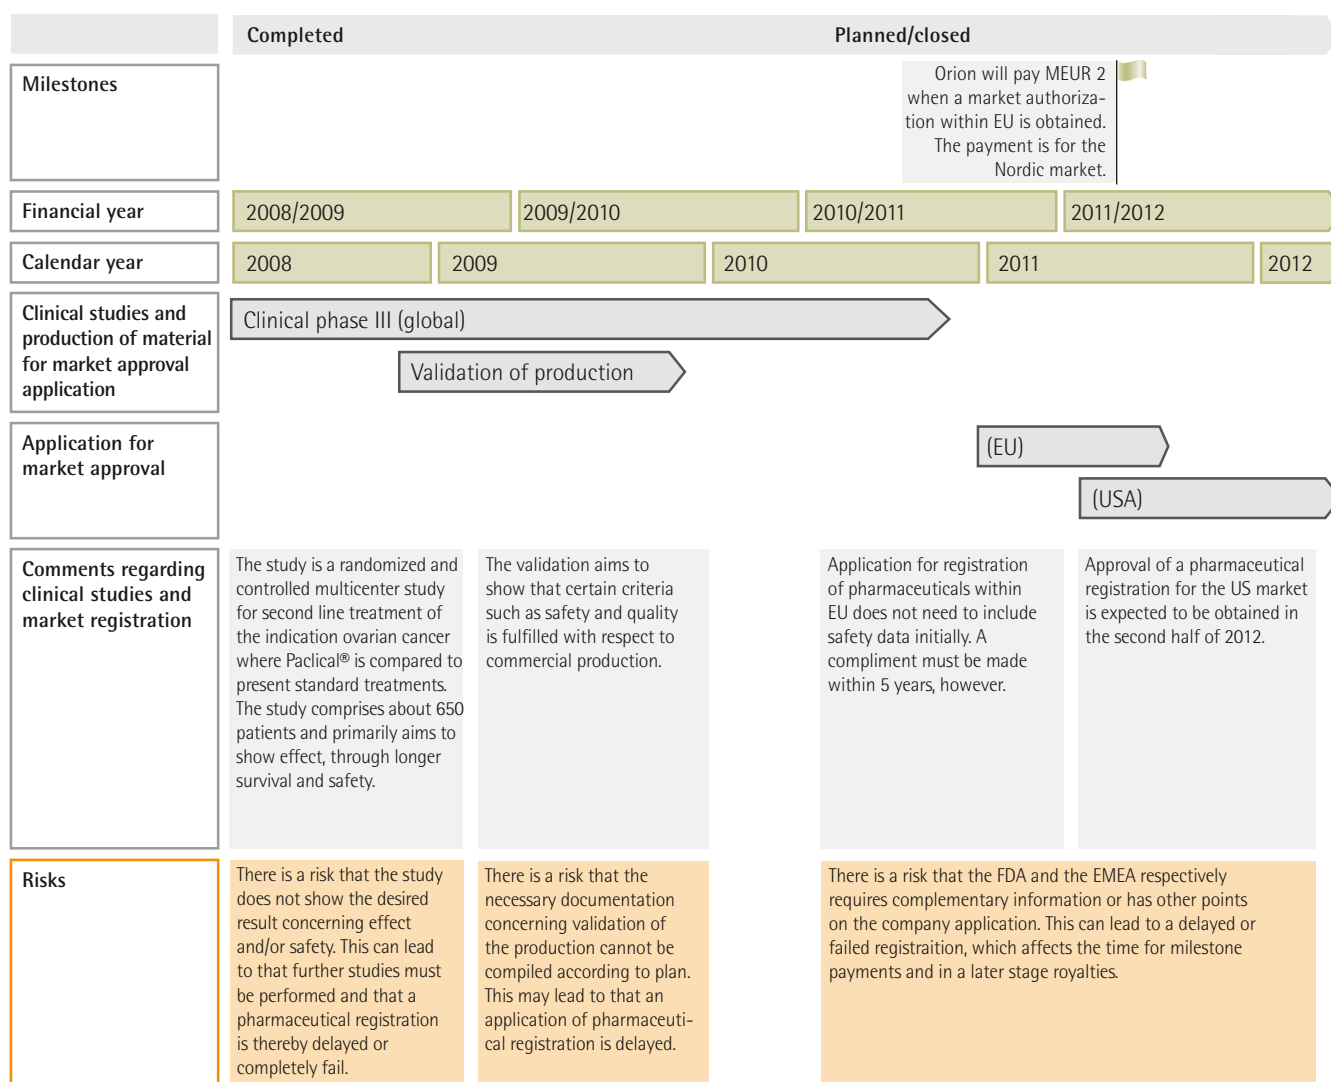 Completed
Planned/closed
Milestones
Orion will pay MEUR 2
when a market authoriza-
tion within EU is obtained.
The payment is for the
Nordic market.
Financial year
2008/2009
2009/2010
2010/2011
2011/2012
Calendar year
2008
2009
2010
2011
2012
Clinical studies and
production of material
for market approval
application
Clinical phase III (global)
Validation of production
Application for
market approval
(EU)
(USA)
Comments regarding
clinical studies and
market registration
The study is a randomized and
controlled multicenter study
for second line treatment of
the indication ovarian cancer
where Paclical® is compared to
present standard treatments.
The study comprises about 650
patients and primarily aims to
show effect, through longer
survival and safety.
The validation aims to
show that certain criteria
such as safety and quality
is fulfilled with respect to
commercial production.
Application for registration
of pharmaceuticals within
EU does not need to include
safety data initially. A
compliment must be made
within 5 years, however.
Approval of a pharmaceutical
registration for the US market
is expected to be obtained in
the second half of 2012.
Risks
There is a risk that the study
does not show the desired
result concerning effect
and/or safety. This can lead
to that further studies must
be performed and that a
pharmaceutical registration
is thereby delayed or
completely fail.
There is a risk that the
necessary documentation
concerning validation of
the production cannot be
compiled according to plan.
This may lead to that an
application of pharmaceuti-
cal registration is delayed.
There is a risk that the FDA and the EMEA respectively
requires complementary information or has other points
on the company application. This can lead to a delayed or
failed registraition, which affects the time for milestone
payments and in a later stage royalties.